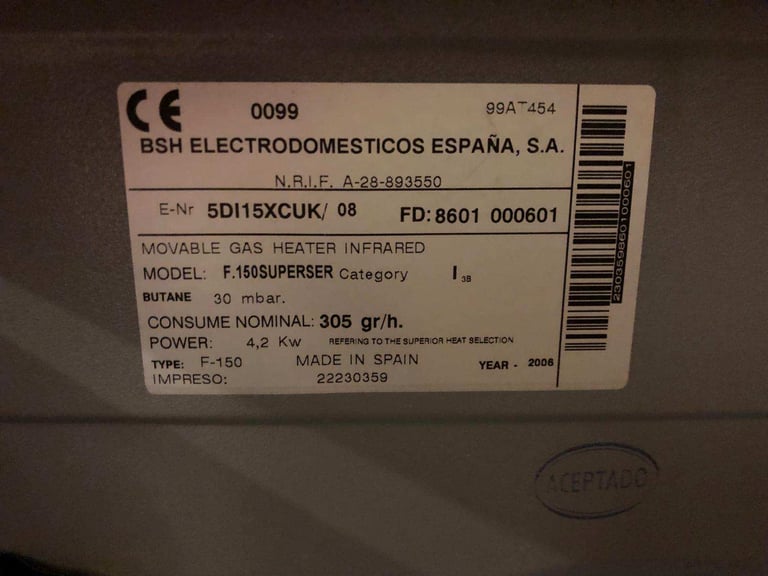 CE 0099 99AT454
BSH ELECTRODOMESTICOS ESPAÑA, S.A.
N.R.I.F. A-28-893550
E-Nr 5DI15XCUK/ 08 FD: 8601 000601
MOVABLE GAS HEATER INFRARED
MODEL: F.150SUPERSER Category I 3B
BUTANE 30 mbar.
CONSUME NOMINAL: 305 gr/h.
POWER: 4,2 Kw REFERING TO THE SUPERIOR HEAT SELECTION
TYPE: F-150 MADE IN SPAIN YEAR - 2006
IMPRESO: 22230359
2303598601000601
ACEPTADO